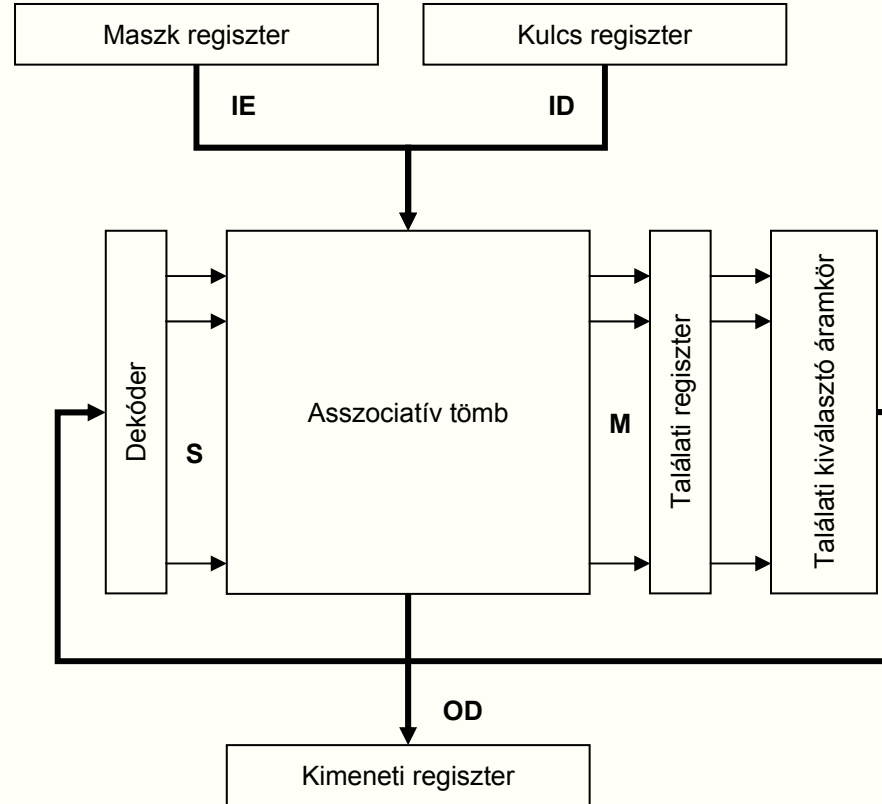 Maszk regiszter
Kulcs regiszter
IE
ID
Dekóder
S
Asszociatív tömb
M
Találati regiszter
Találati kiválasztó áramkör
OD
Kimeneti regiszter